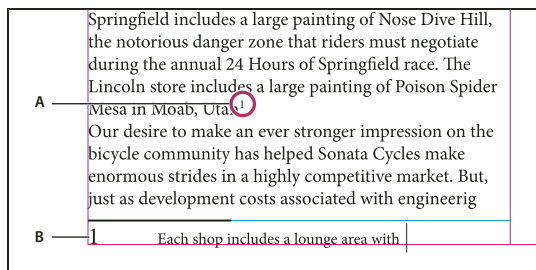 Springfield includes a large painting of Nose Dive Hill,
the notorious danger zone that riders must negotiate
during the annual 24 Hours of Springfield race. The
Lincoln store includes a large painting of Poison Spider
A Mesa in Moab, Utah1
Our desire to make an ever stronger impression on the
bicycle community has helped Sonata Cycles make
enormous strides in a highly competitive market. But,
just as development costs associated with engineerig
B 1 Each shop includes a lounge area with